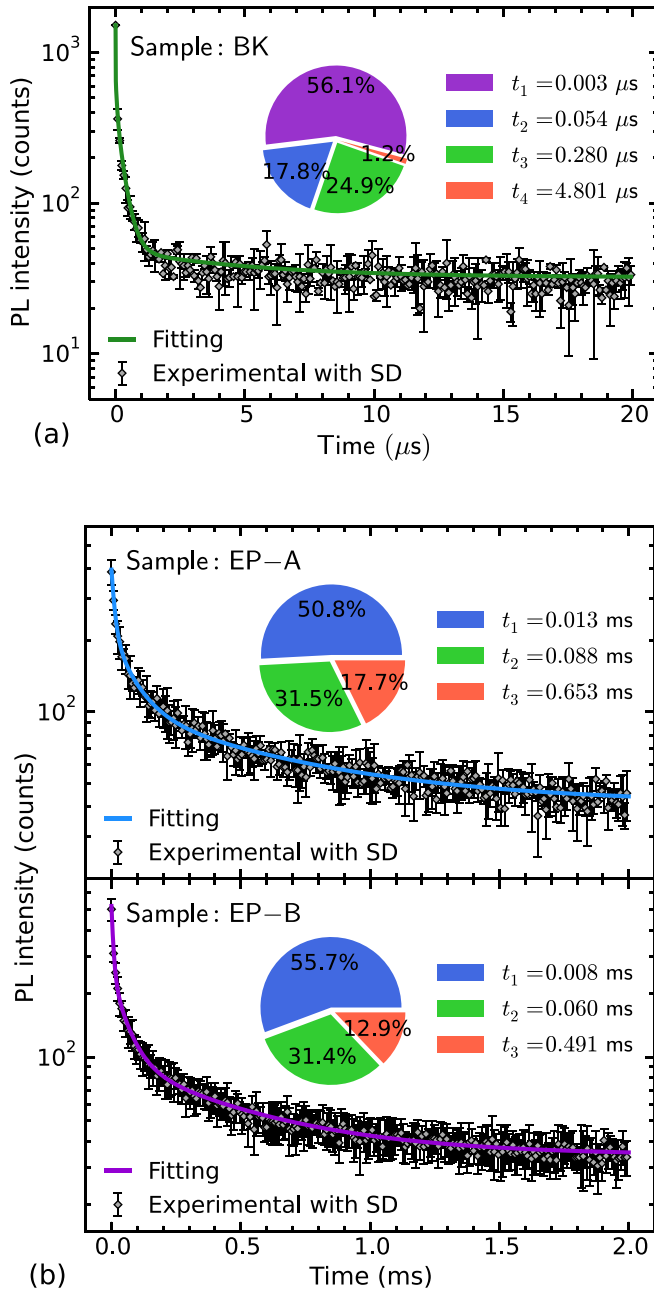 Sample: BK
10³
10²
10¹
PL intensity (counts)
56.1%
17.8%
24.9%
1.2%
t₁ = 0.003 μs
t₂ = 0.054 μs
t₃ = 0.280 μs
t₄ = 4.801 μs
Fitting
Experimental with SD
0 5 10 15 20
(a)
Time (μs)
Sample: EP−A
10²
PL intensity (counts)
50.8%
31.5%
17.7%
t₁ = 0.013 ms
t₂ = 0.088 ms
t₃ = 0.653 ms
Fitting
Experimental with SD
Sample: EP−B
10²
55.7%
31.4%
12.9%
t₁ = 0.008 ms
t₂ = 0.060 ms
t₃ = 0.491 ms
Fitting
Experimental with SD
0.0 0.5 1.0 1.5 2.0
(b)
Time (ms)